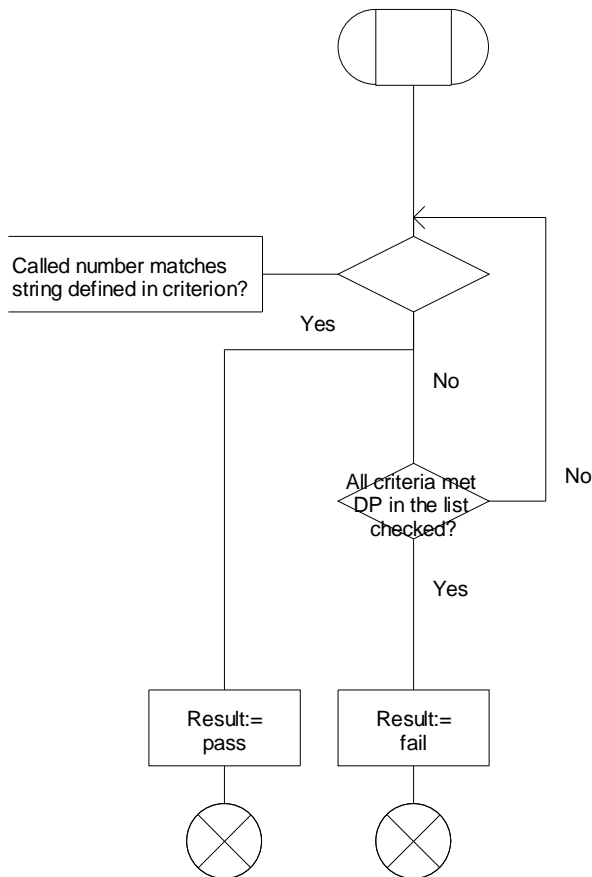 Called number matches
string defined in criterion?
Yes
No
All criteria met
DP in the list
checked?
No
Yes
Result:=
pass
Result:=
fail